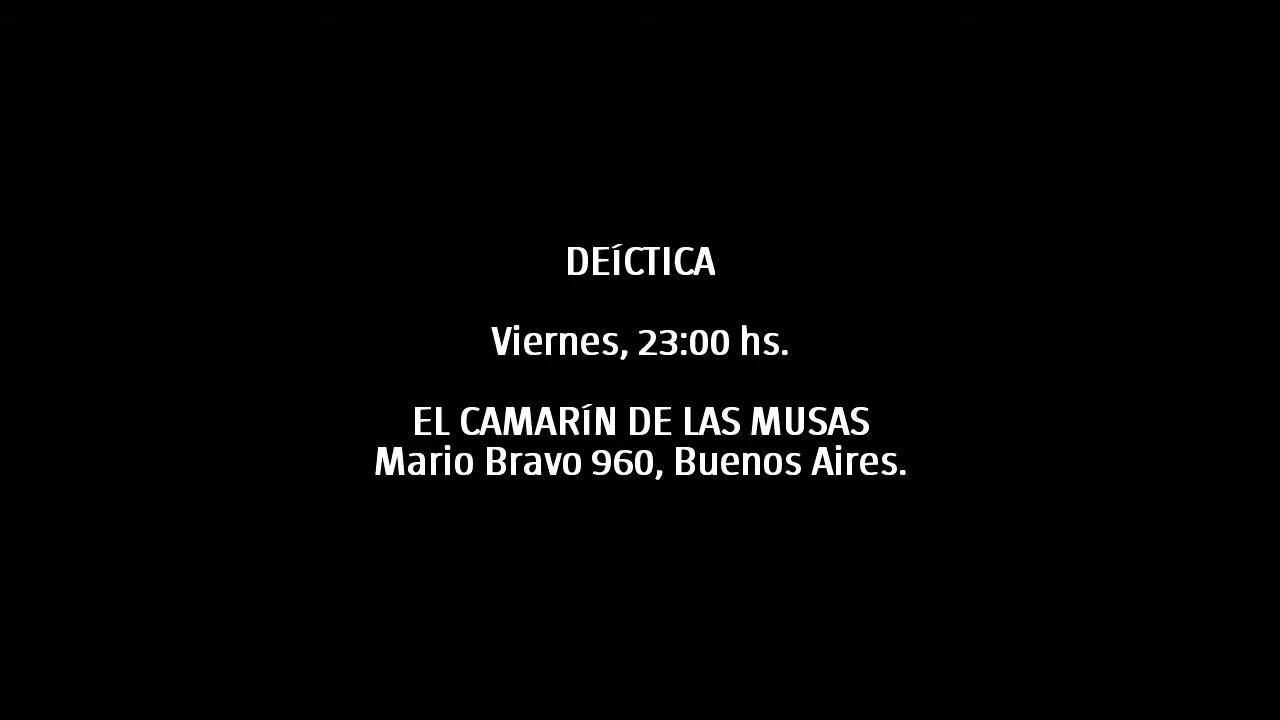 DEÍCTICA
Viernes, 23:00 hs.
EL CAMARÍN DE LAS MUSAS
Mario Bravo 960, Buenos Aires.